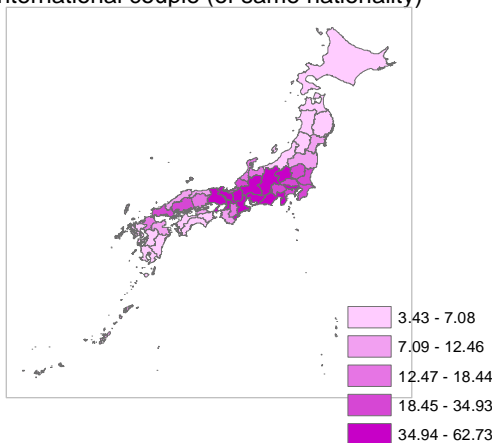 nternational couple (of same nationality)
3.43 - 7.08
7.09 - 12.46
12.47 - 18.44
18.45 - 34.93
34.94 - 62.73